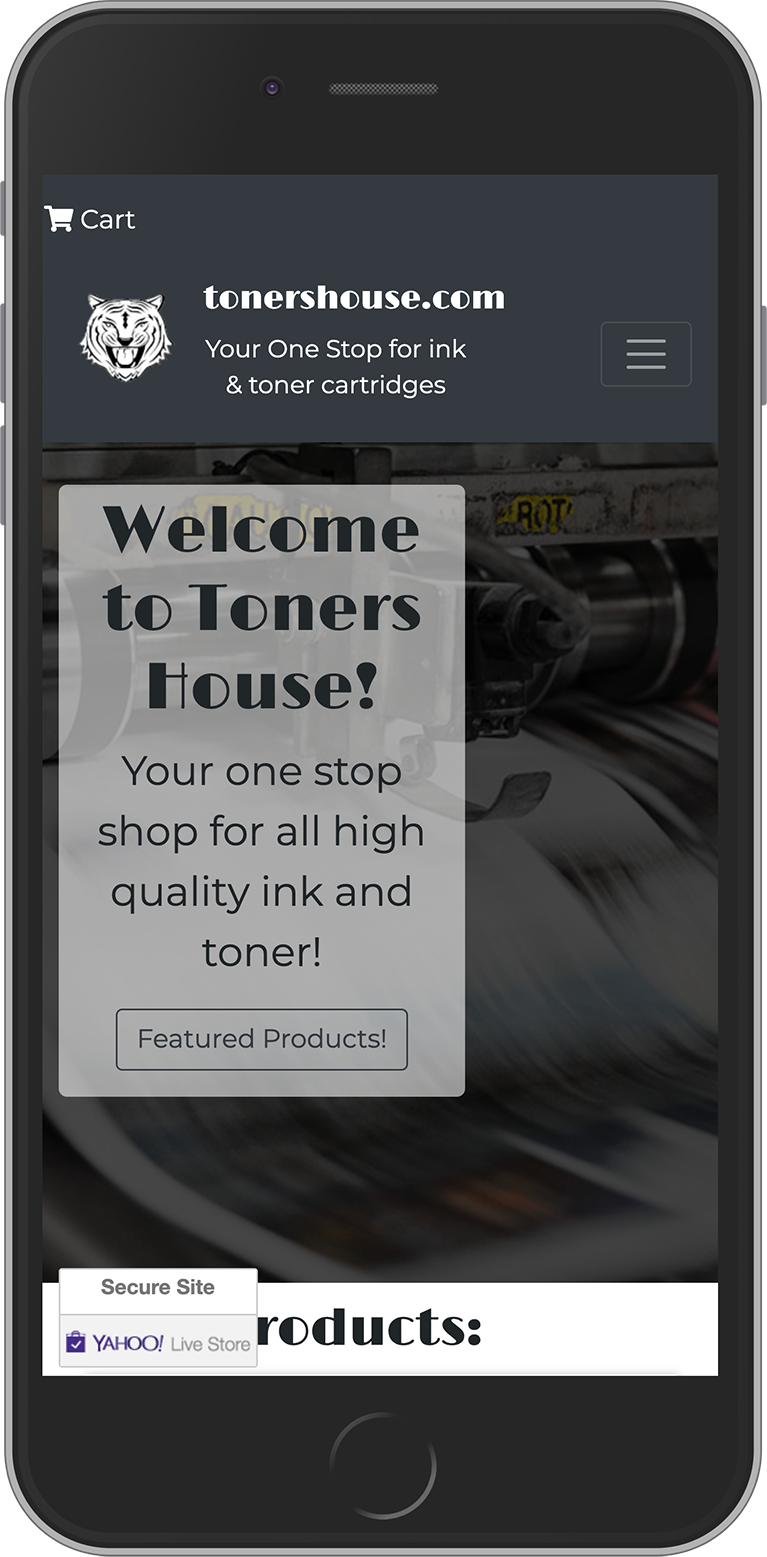 Cart
tonershouse.com
Your One Stop for ink
& toner cartridges
Welcome
to Toners
House!
Your one stop
shop for all high
quality ink and
toner!
Featured Products!
Secure Site
roducts:
YAHOO! Live Store